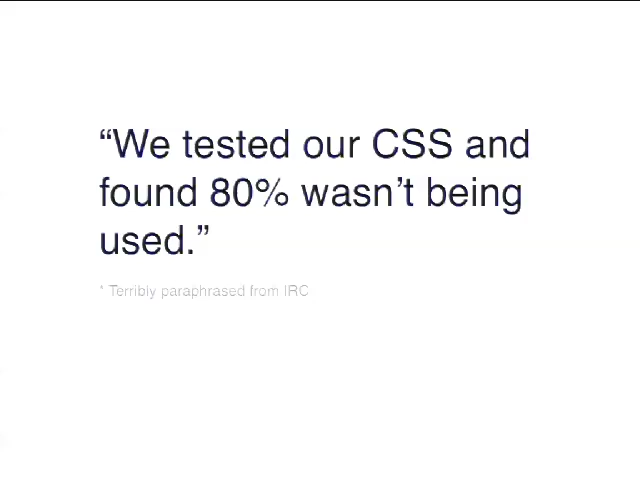 “We tested our CSS and
found 80% wasn’t being
used.”
* Terribly paraphrased from IRC